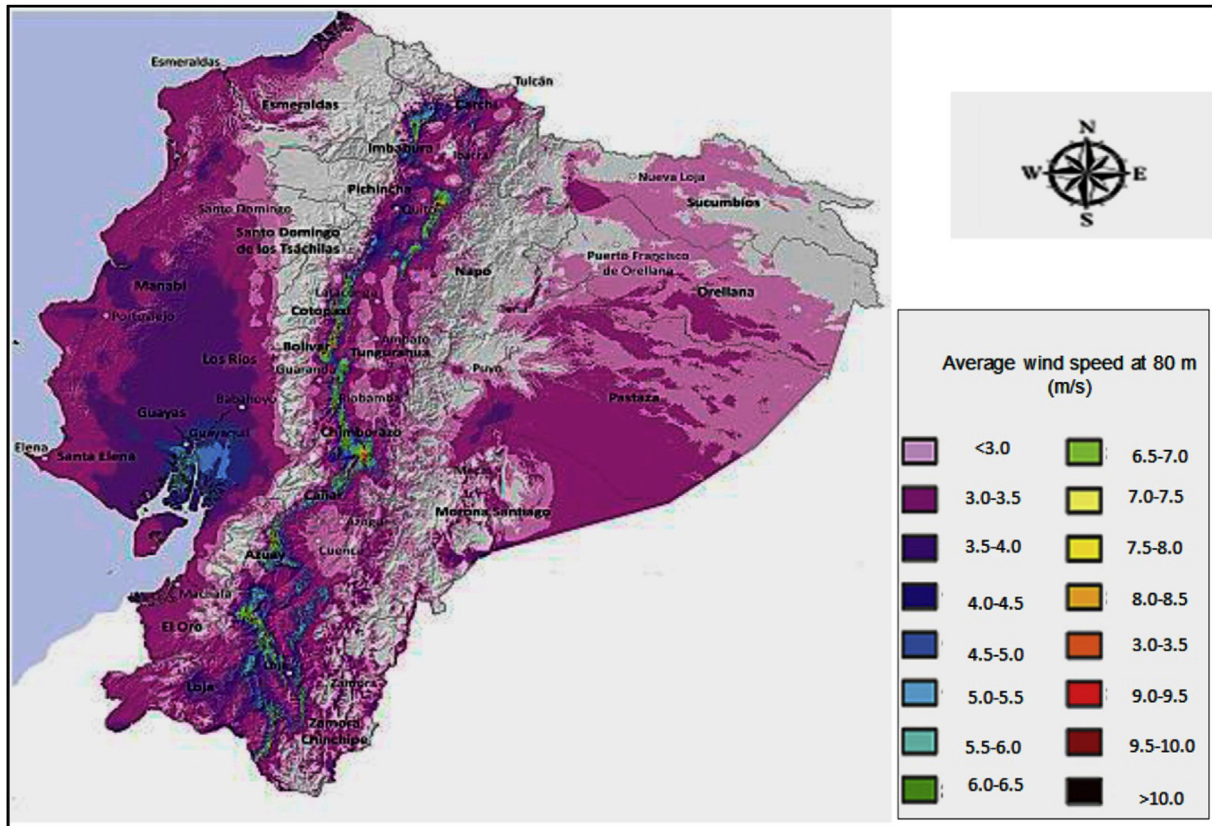 Esmeraldas
Tulcán
Esmeraldas
Carchi
Imbabura
Ibarra
Pichincha
Nueva Loja
Quito
Sucumbíos
Santo Domingo
Santo Domingo
de los Tsáchilas
Napo
Puerto Francisco
de Orellana
Manabí
Latacunga
Tena
Orellana
Portoviejo
Cotopaxi
Ambato
Bolívar
Tungurahua
Los Ríos
Guaranda
Puyo
Babahoyo
Riobamba
Pastaza
Guayas
Guayaquil
Chimborazo
Elena
Santa Elena
Macas
Cañar
Morona Santiago
Azogues
Azuay
Cuenca
Machala
El Oro
Loja
Loja
Zamora
Zamora
Chinchipe
N
W
E
S
Average wind speed at 80 m
(m/s)
<3.0
6.5-7.0
3.0-3.5
7.0-7.5
3.5-4.0
7.5-8.0
4.0-4.5
8.0-8.5
4.5-5.0
3.0-3.5
5.0-5.5
9.0-9.5
5.5-6.0
9.5-10.0
6.0-6.5
>10.0